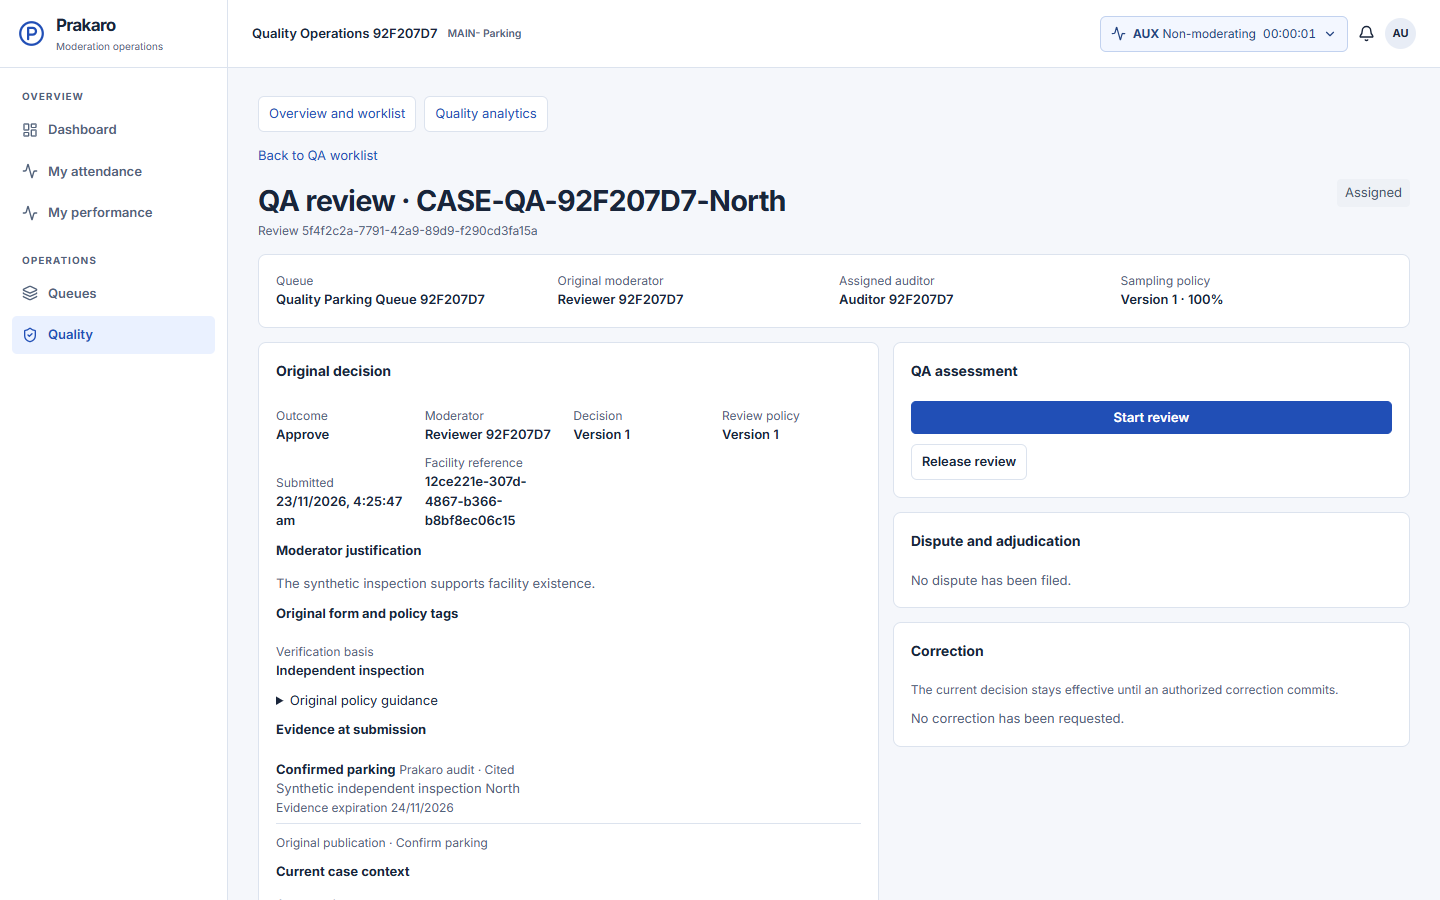 Prakaro
Moderation operations
Quality Operations 92F207D7 MAIN- Parking
AUX Non-moderating 00:00:01
AU
OVERVIEW
Dashboard
My attendance
My performance
OPERATIONS
Queues
Quality
Overview and worklist
Quality analytics
Back to QA worklist
QA review · CASE-QA-92F207D7-North
Assigned
Review 5f4f2c2a-7791-42a9-89d9-f290cd3fa15a
Queue
Quality Parking Queue 92F207D7
Original moderator
Reviewer 92F207D7
Assigned auditor
Auditor 92F207D7
Sampling policy
Version 1 · 100%
Original decision
Outcome
Approve
Moderator
Reviewer 92F207D7
Decision
Version 1
Review policy
Version 1
Submitted
23/11/2026, 4:25:47
am
Facility reference
12ce221e-307d-
4867-b366-
b8bf8ec06c15
Moderator justification
The synthetic inspection supports facility existence.
Original form and policy tags
Verification basis
Independent inspection
Original policy guidance
Evidence at submission
Confirmed parking Prakaro audit · Cited
Synthetic independent inspection North
Evidence expiration 24/11/2026
Original publication · Confirm parking
Current case context
QA assessment
Start review
Release review
Dispute and adjudication
No dispute has been filed.
Correction
The current decision stays effective until an authorized correction commits.
No correction has been requested.